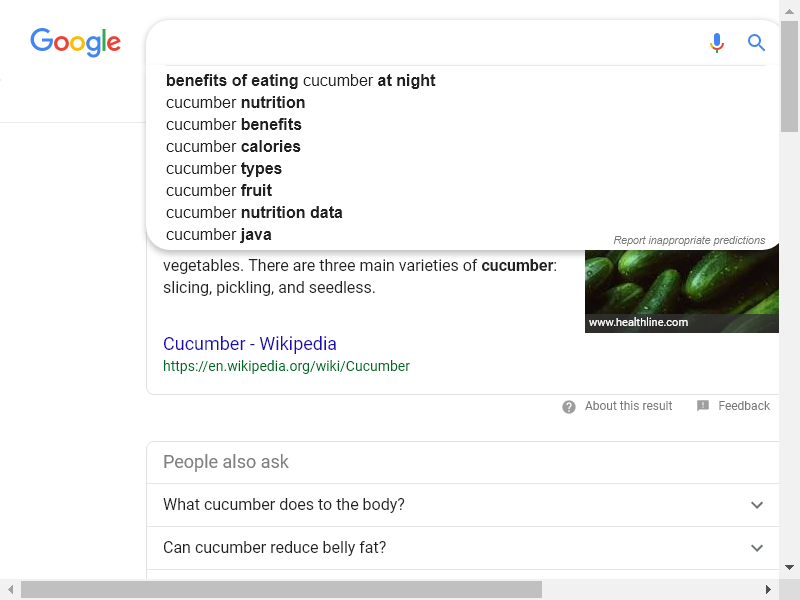 Google
benefits of eating cucumber at night
cucumber nutrition
cucumber benefits
cucumber calories
cucumber types
cucumber fruit
cucumber nutrition data
cucumber java
Report inappropriate predictions
vegetables. There are three main varieties of cucumber:
slicing, pickling, and seedless.
www.healthline.com
Cucumber - Wikipedia
https://en.wikipedia.org/wiki/Cucumber
About this result
Feedback
People also ask
What cucumber does to the body?
Can cucumber reduce belly fat?